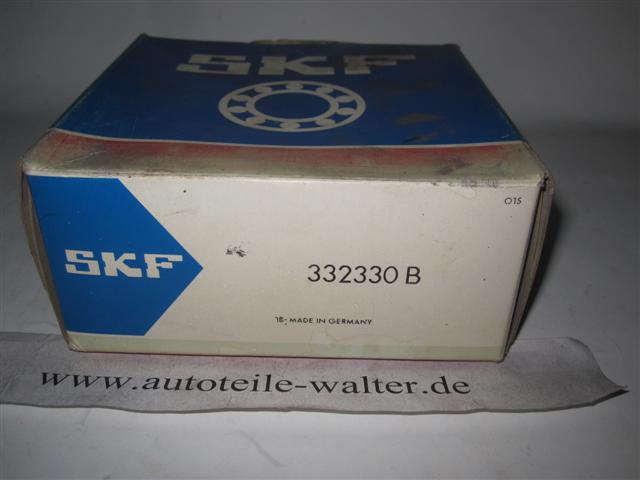 SKF
O15
SKF
332330 B
18- MADE IN GERMANY
www.autoteile-walter.de